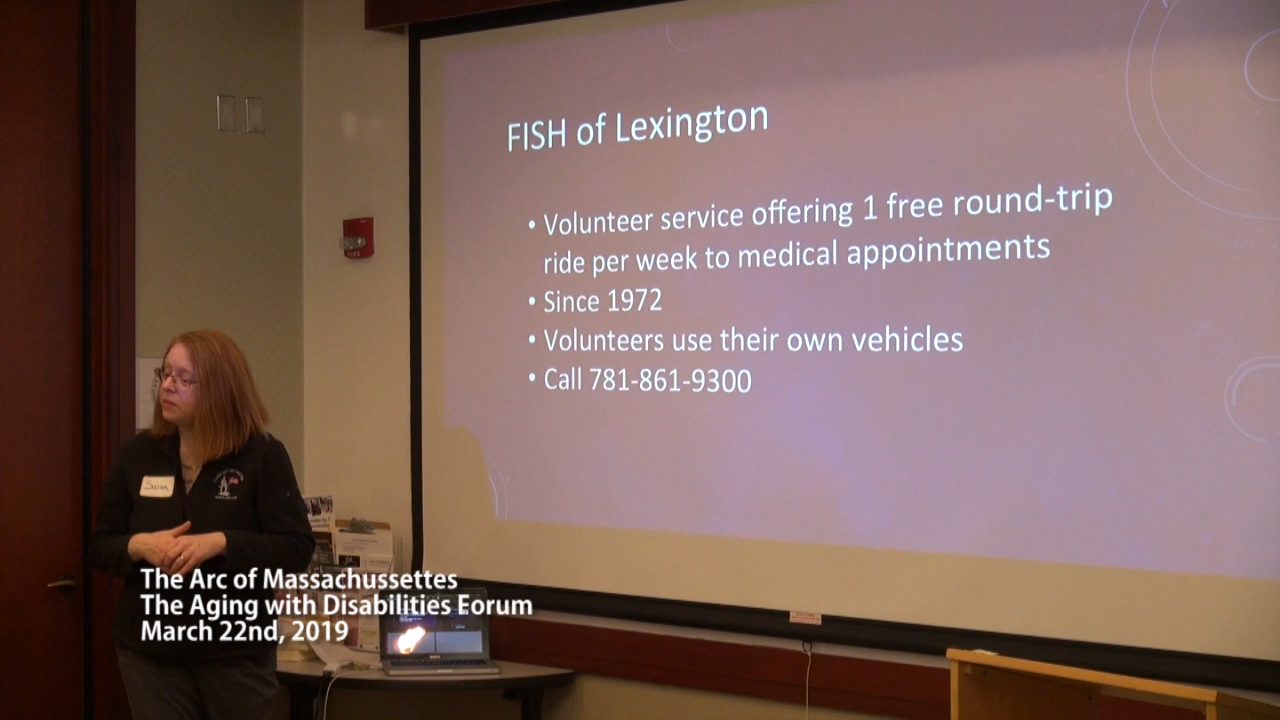 FISH of Lexington
• Volunteer service offering 1 free round-trip
ride per week to medical appointments
• Since 1972
• Volunteers use their own vehicles
• Call 781-861-9300
FIRE
Susan
The Arc of Massachussettes
The Aging with Disabilities Forum
March 22nd, 2019